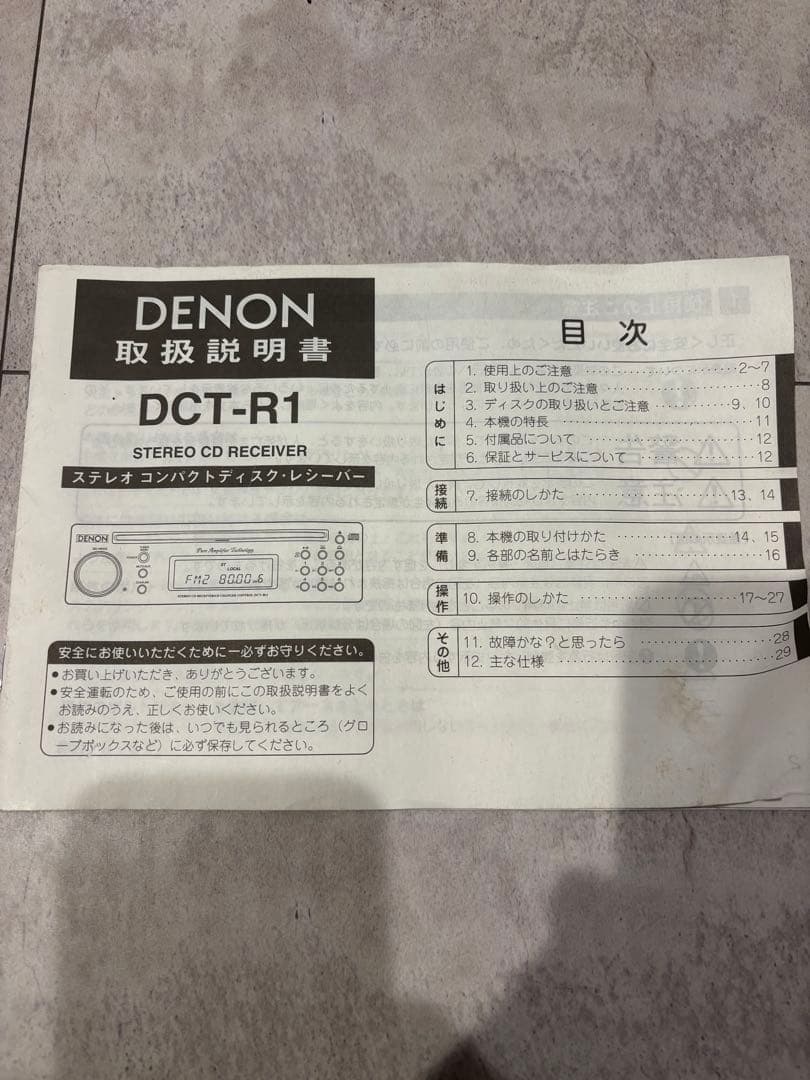 DENON
取扱説明書
DCT-R1
STEREO CD RECEIVER
ステレオ コンパクトディスク・レシーバー
DENON
Pure Amplifier Technology
ST
LOCAL
FM2 80.00 m6
安全にお使いいただくために一必ずお守りください。
●お買い上げいただき、ありがとうございます。
●安全運転のため、ご使用の前にこの取扱説明書をよく
お読みのうえ、正しくお使いください。
●お読みになった後は、いつでも見られるところ（グロ
ーブボックスなど）に必ず保存してください。
目 次
はじめに
1. 使用上のご注意 ・・・・・・・・・・ 2〜7
2. 取り扱い上のご注意 ・・・・・・・・・・ 8
3. ディスクの取り扱いとご注意 ・・・・・・・・・・ 9、10
4. 本機の特長 ・・・・・・・・・・ 11
5. 付属品について ・・・・・・・・・・ 12
6. 保証とサービスについて ・・・・・・・・・・ 12
接続
7. 接続のしかた ・・・・・・・・・・ 13、14
準備
8. 本機の取り付けかた ・・・・・・・・・・ 14、15
9. 各部の名前とはたらき ・・・・・・・・・・ 16
操作
10. 操作のしかた ・・・・・・・・・・ 17〜27
その他
11. 故障かな？と思ったら ・・・・・・・・・・ 28
12. 主な仕様 ・・・・・・・・・・ 29